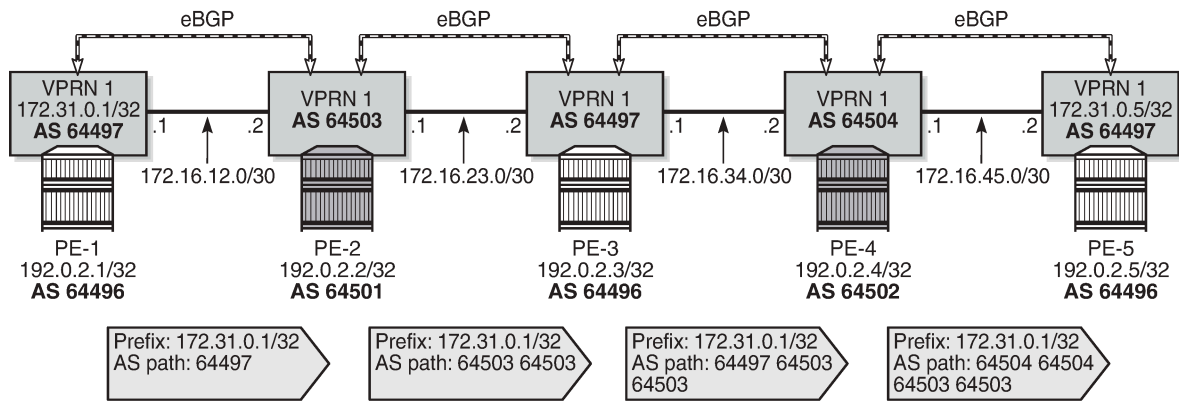 eBGP
eBGP
eBGP
eBGP
VPRN 1
172.31.0.1/32
AS 64497
VPRN 1
AS 64503
VPRN 1
AS 64497
VPRN 1
AS 64504
VPRN 1
172.31.0.5/32
AS 64497
.1
.2
.1
.2
.1
.2
.1
.2
172.16.12.0/30
172.16.23.0/30
172.16.34.0/30
172.16.45.0/30
PE-1
192.0.2.1/32
AS 64496
PE-2
192.0.2.2/32
AS 64501
PE-3
192.0.2.3/32
AS 64496
PE-4
192.0.2.4/32
AS 64502
PE-5
192.0.2.5/32
AS 64496
Prefix: 172.31.0.1/32
AS path: 64497
Prefix: 172.31.0.1/32
AS path: 64503 64503
Prefix: 172.31.0.1/32
AS path: 64497 64503
64503
Prefix: 172.31.0.1/32
AS path: 64504 64504
64503 64503